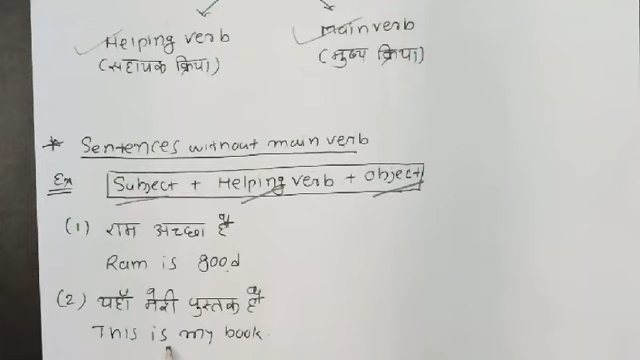 Helping verb
Main verb
(सहायक क्रिया)
(मुख्य क्रिया)
* Sentences without main verb
Ex
Subject + Helping verb + Object
(1) राम अच्छा है
Ram is good
(2) यहाँ मेरी पुस्तक है
This is my book.